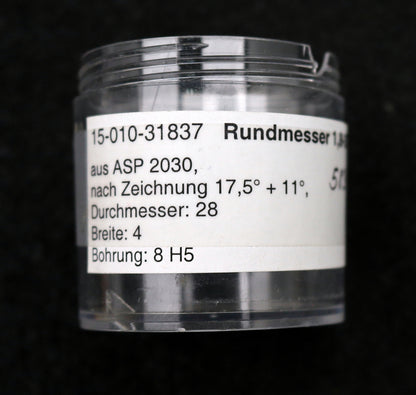 15-010-31837 Rundmesser
aus ASP 2030,
nach Zeichnung 17,5° + 11°,
Durchmesser: 28
Breite: 4
Bohrung: 8 H5